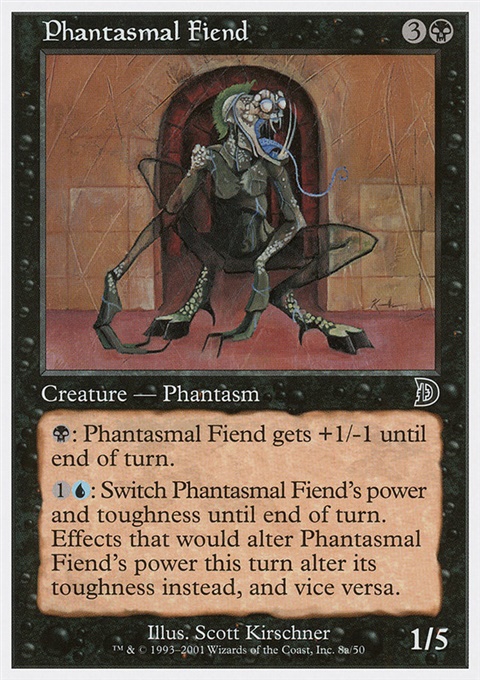 Phantasmal Fiend 3
Creature — Phantasm
: Phantasmal Fiend gets +1/-1 until
end of turn.
1: Switch Phantasmal Fiend's power
and toughness until end of turn.
Effects that would alter Phantasmal
Fiend's power this turn alter its
toughness instead, and vice versa.
Illus. Scott Kirschner
™ & © 1993–2001 Wizards of the Coast, Inc. 8a/50
1/5